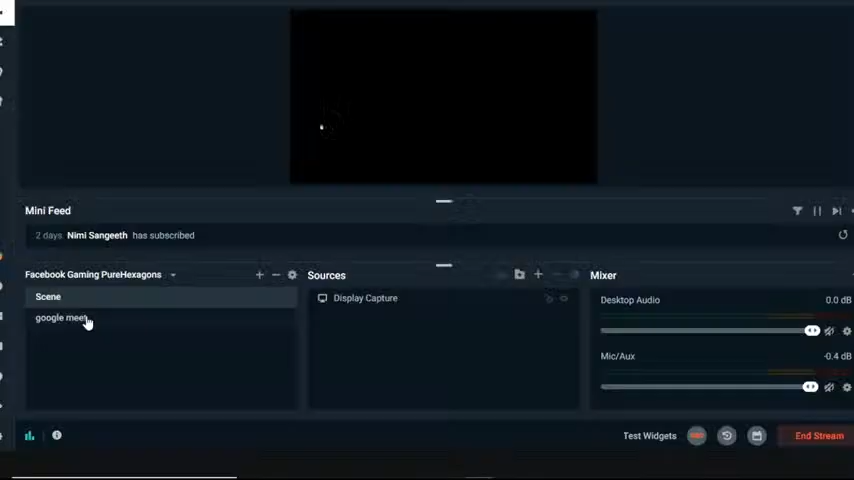 Mini Feed
2 days Nimi Sangeeth has subscribed
Facebook Gaming PureHexagons
Sources
Mixer
Scene
Display Capture
Desktop Audio 0.0 dB
google meet
Mic/Aux -0.4 dB
Test Widgets
End Stream